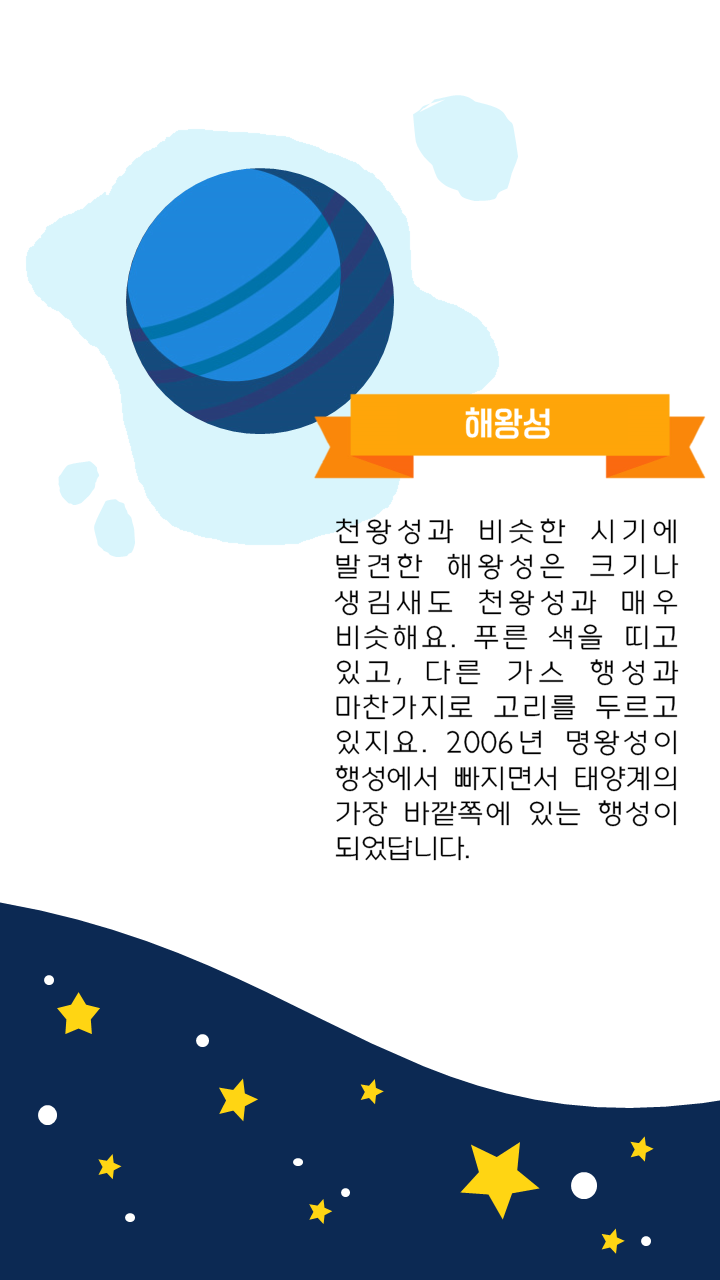 해왕성
천왕성과 비슷한 시기에
발견한 해왕성은 크기나
생김새도 천왕성과 매우
비슷해요. 푸른 색을 띠고
있고, 다른 가스 행성과
마찬가지로 고리를 두르고
있지요. 2006년 명왕성이
행성에서 빠지면서 태양계의
가장 바깥쪽에 있는 행성이
되었답니다.